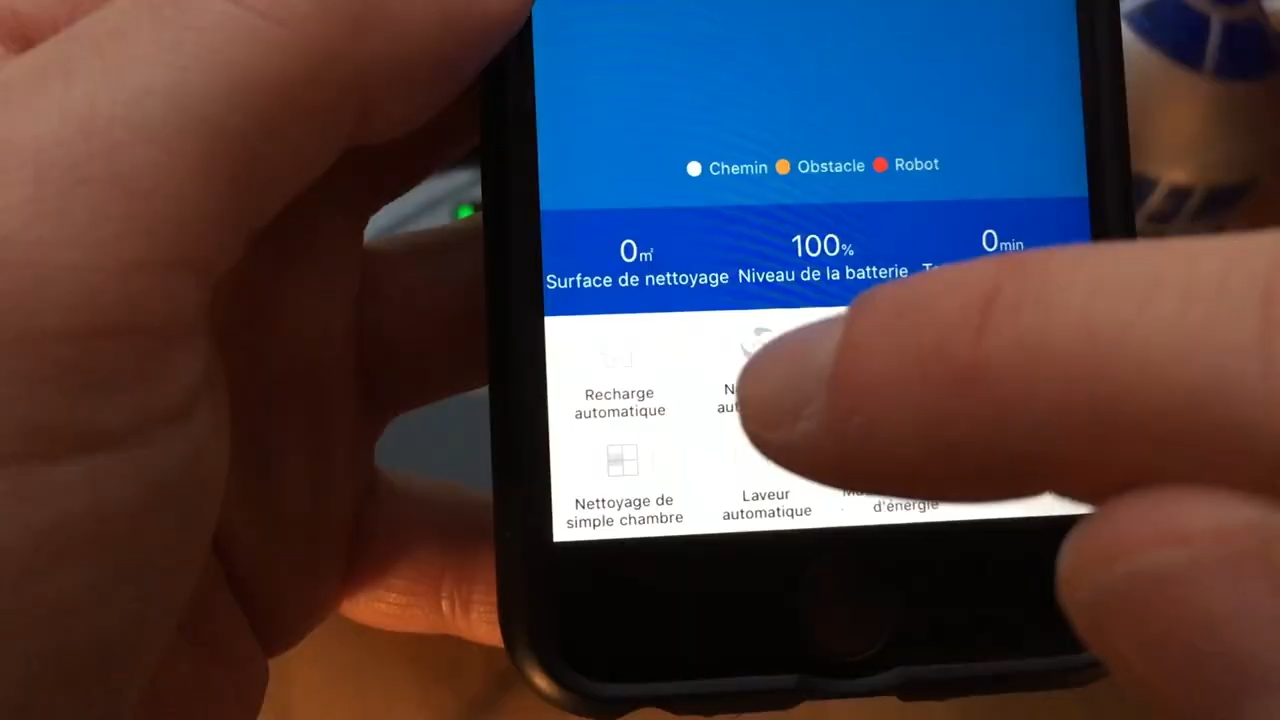 Chemin Obstacle Robot
0㎡ 100% 0min
Surface de nettoyage Niveau de la batterie
Recharge
automatique
Nettoyage de
simple chambre
Laveur
automatique
d'énergie